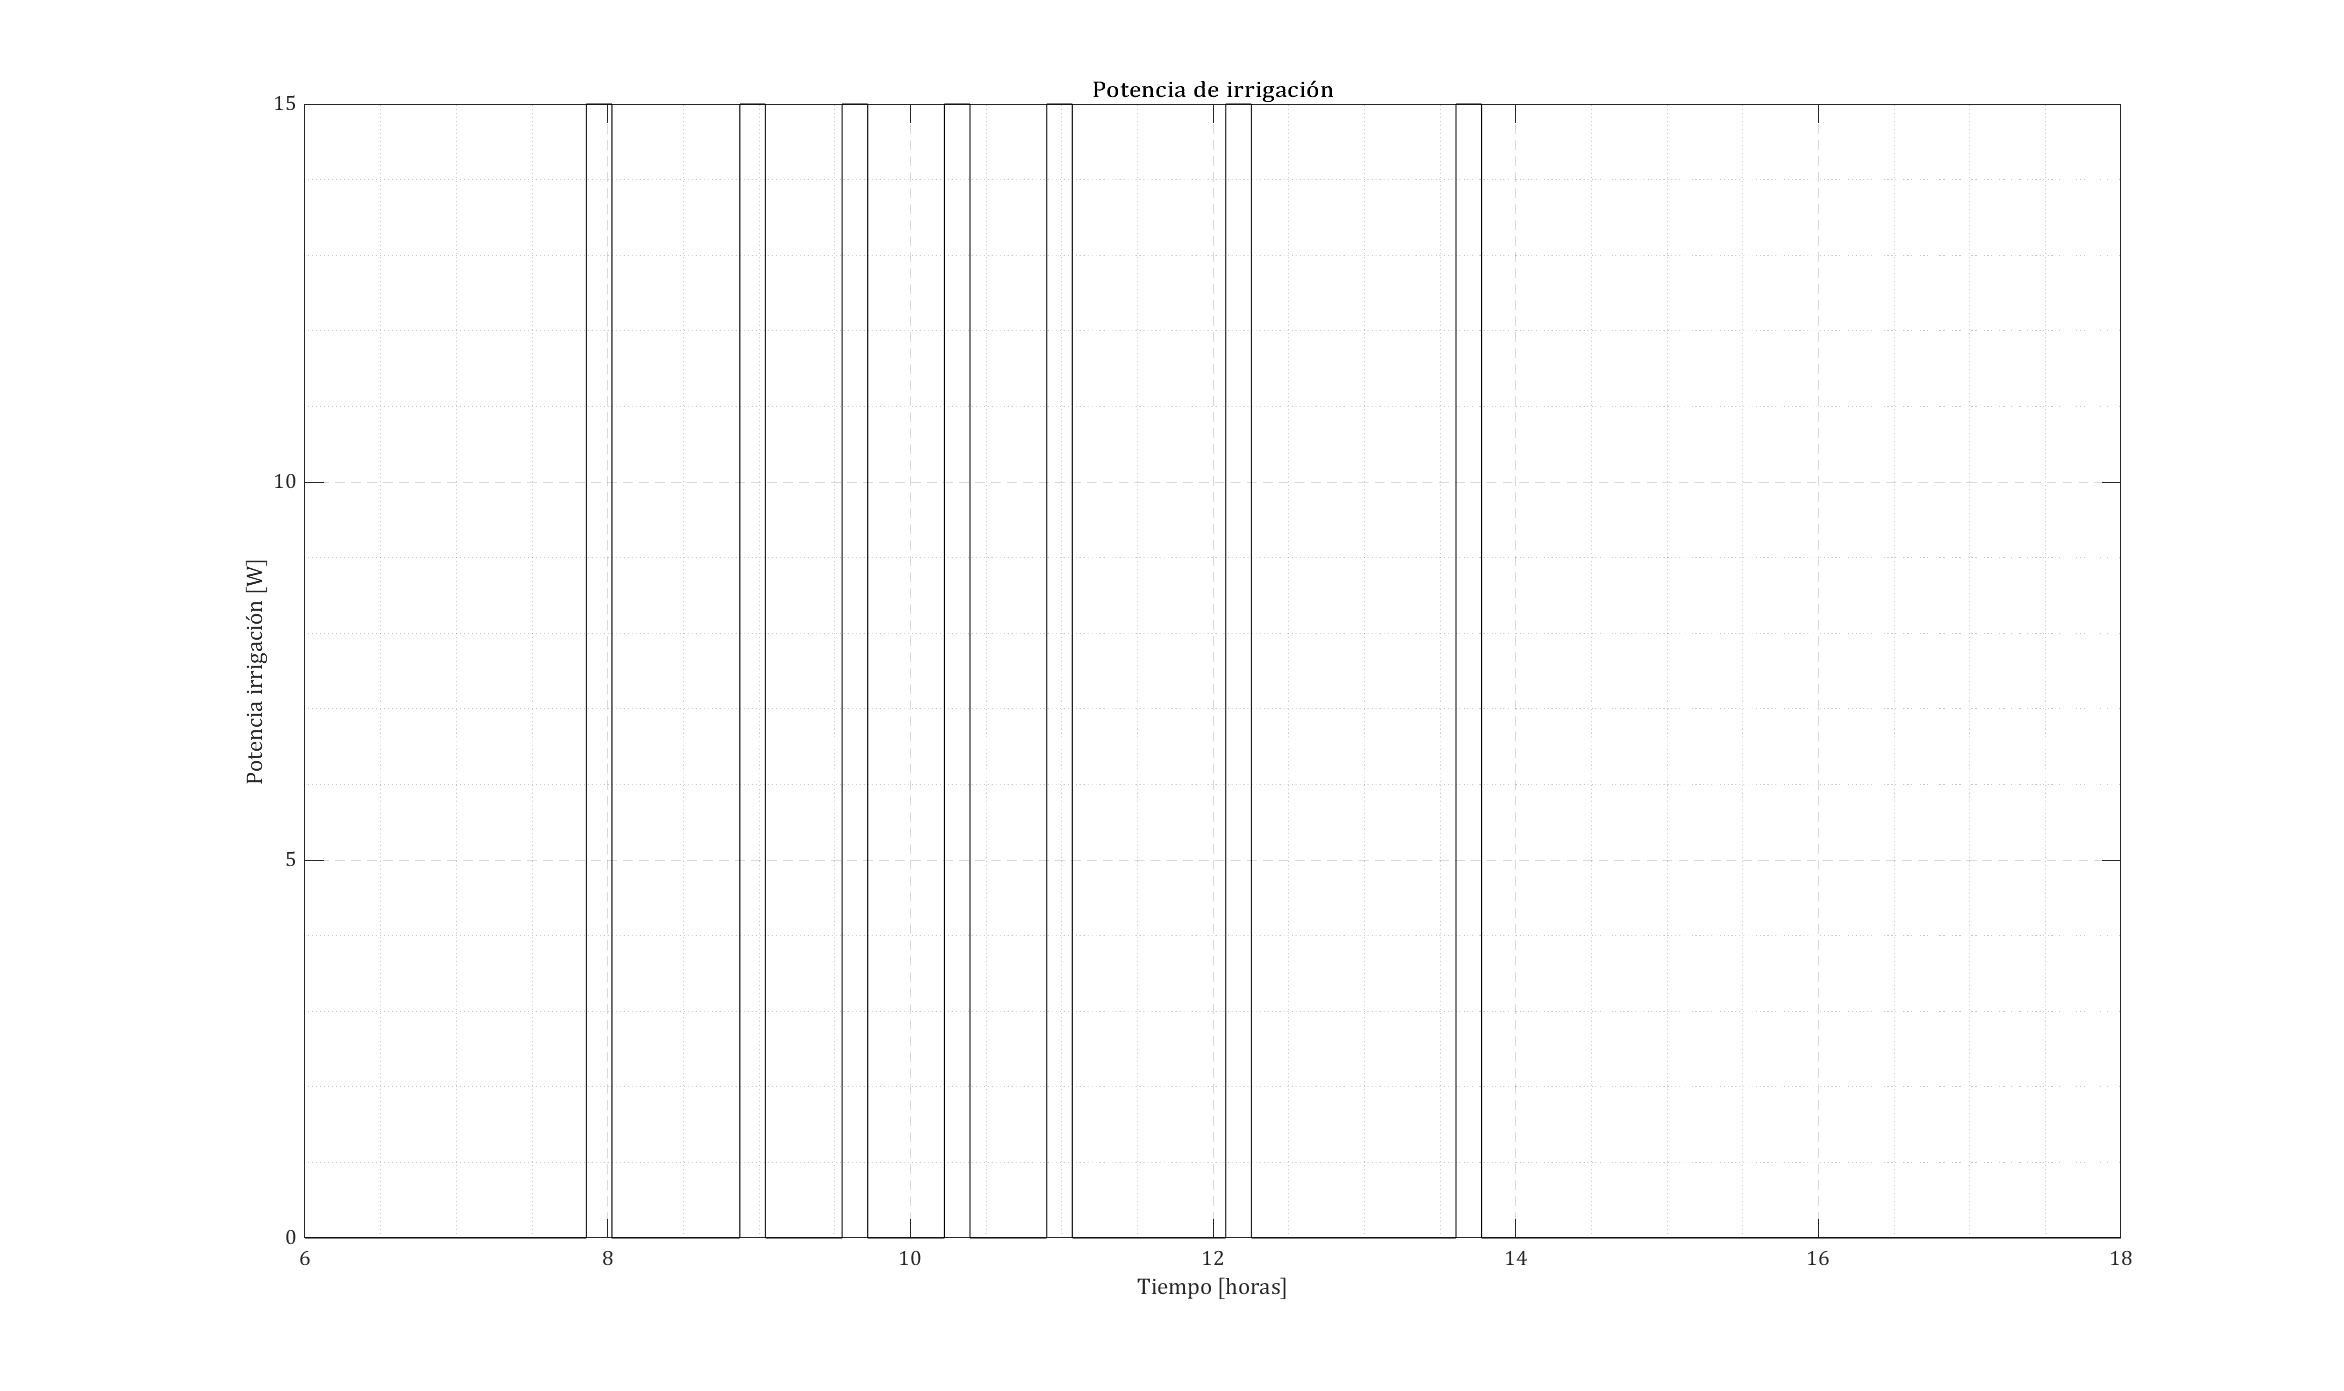 Potencia de irrigación
15
10
5
0
Potencia irrigación [W]
6 8 10 12 14 16 18
Tiempo [horas]